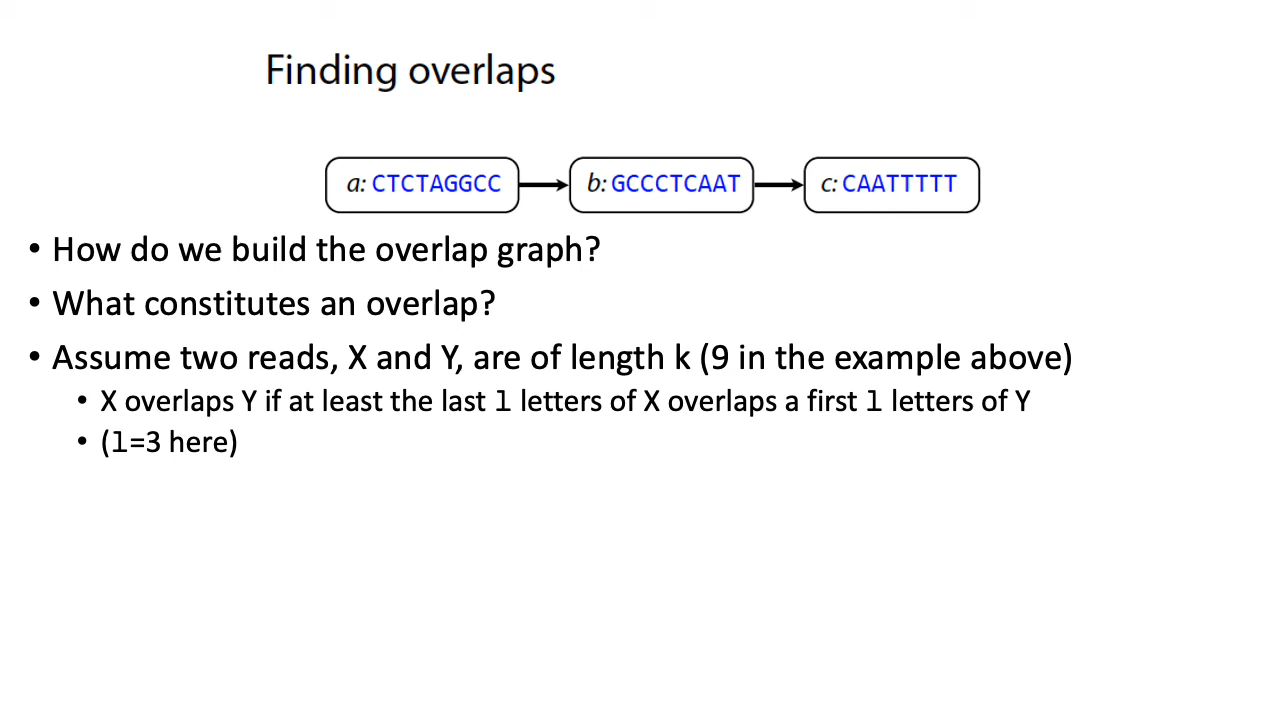 Finding overlaps
a: CTCTAGGCC
b: GCCCTCAAT
c: CAATTTTT
• How do we build the overlap graph?
• What constitutes an overlap?
• Assume two reads, X and Y, are of length k (9 in the example above)
• X overlaps Y if at least the last l letters of X overlaps a first l letters of Y
• (l=3 here)